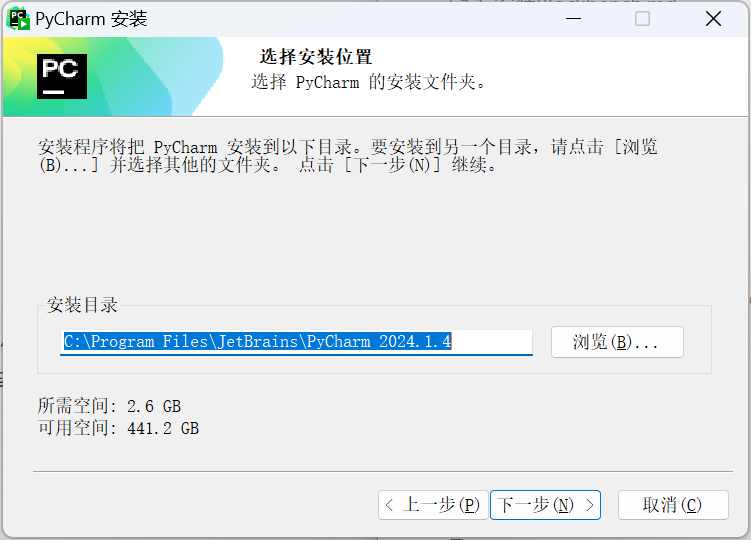 PyCharm 安装
PC
选择安装位置
选择 PyCharm 的安装文件夹。
安装程序将把 PyCharm 安装到以下目录。要安装到另一个目录，请点击 [浏览
(B)...] 并选择其他的文件夹。 点击 [下一步(N)] 继续。
安装目录
C:\Program Files\JetBrains\PyCharm 2024.1.4
浏览(B)...
所需空间: 2.6 GB
可用空间: 441.2 GB
< 上一步(P)
下一步(N) >
取消(C)